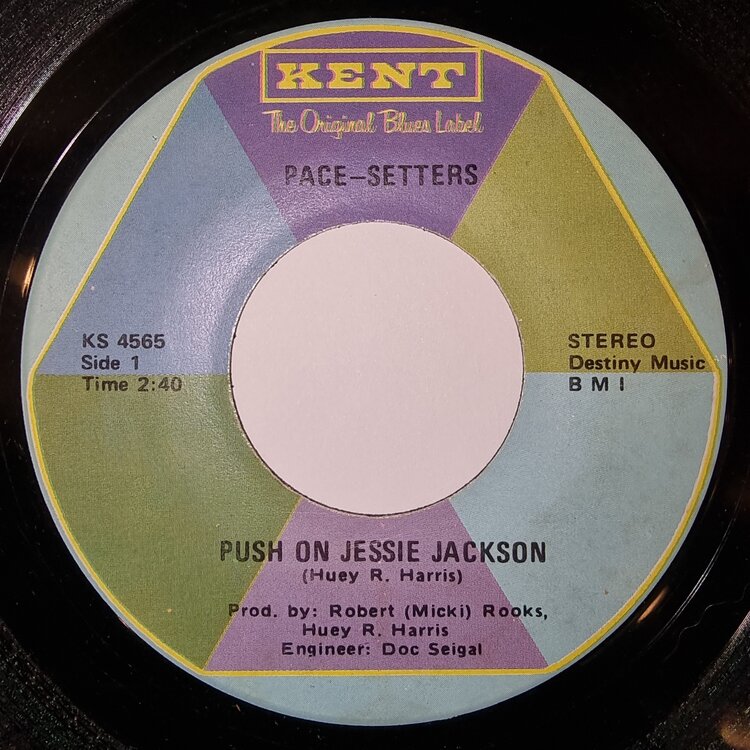 KENT
The Original Blues Label
PACE-SETTERS
KS 4565
Side 1
Time 2:40
STEREO
Destiny Music
B M I
PUSH ON JESSIE JACKSON
(Huey R. Harris)
Prod. by: Robert (Micki) Rooks,
Huey R. Harris
Engineer: Doc Seigal